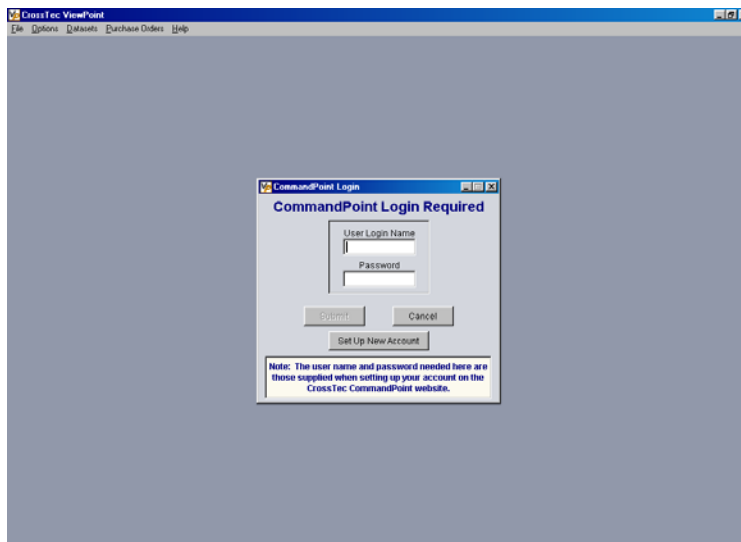 CrossTec ViewPoint
File Options Datasets Purchase Orders Help
CommandPoint Login
CommandPoint Login Required
User Login Name
Password
Submit Cancel
Set Up New Account
Note: The user name and password needed here are
those supplied when setting up your account on the
CrossTec CommandPoint website.